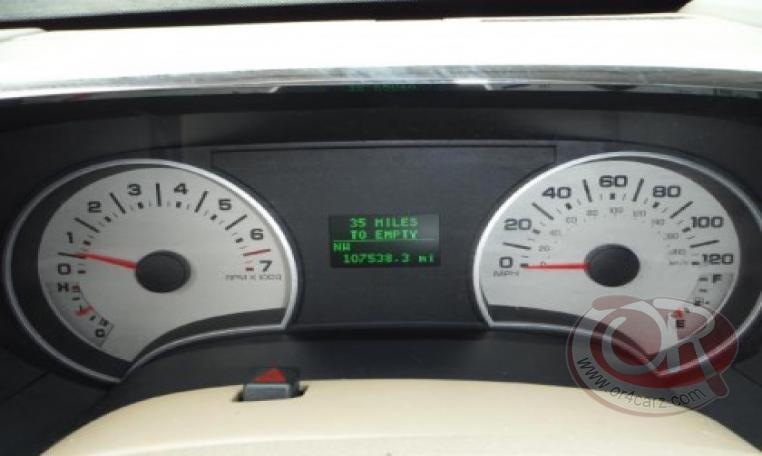 35 MILES
TO EMPTY
NW
107538.3 mi
0 1 2 3 4 5 6 7
RPM X 1000
H
C
0 20 40 60 80 100 120
MPH
F
E
OR
www.or4carz.com